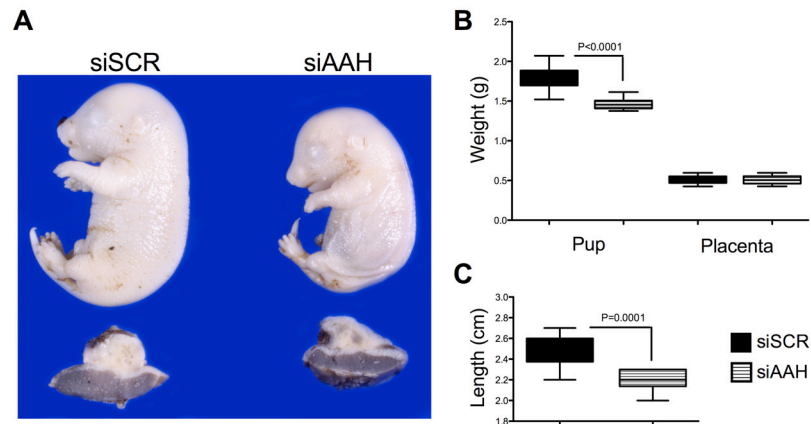 A
siSCR
siAAH
B
P<0.0001
Weight (g)
2.5
2.0
1.5
1.0
0.5
0.0
Pup
Placenta
C
P=0.0001
Length (cm)
3.0
2.8
2.6
2.4
2.2
2.0
1.8
siSCR
siAAH